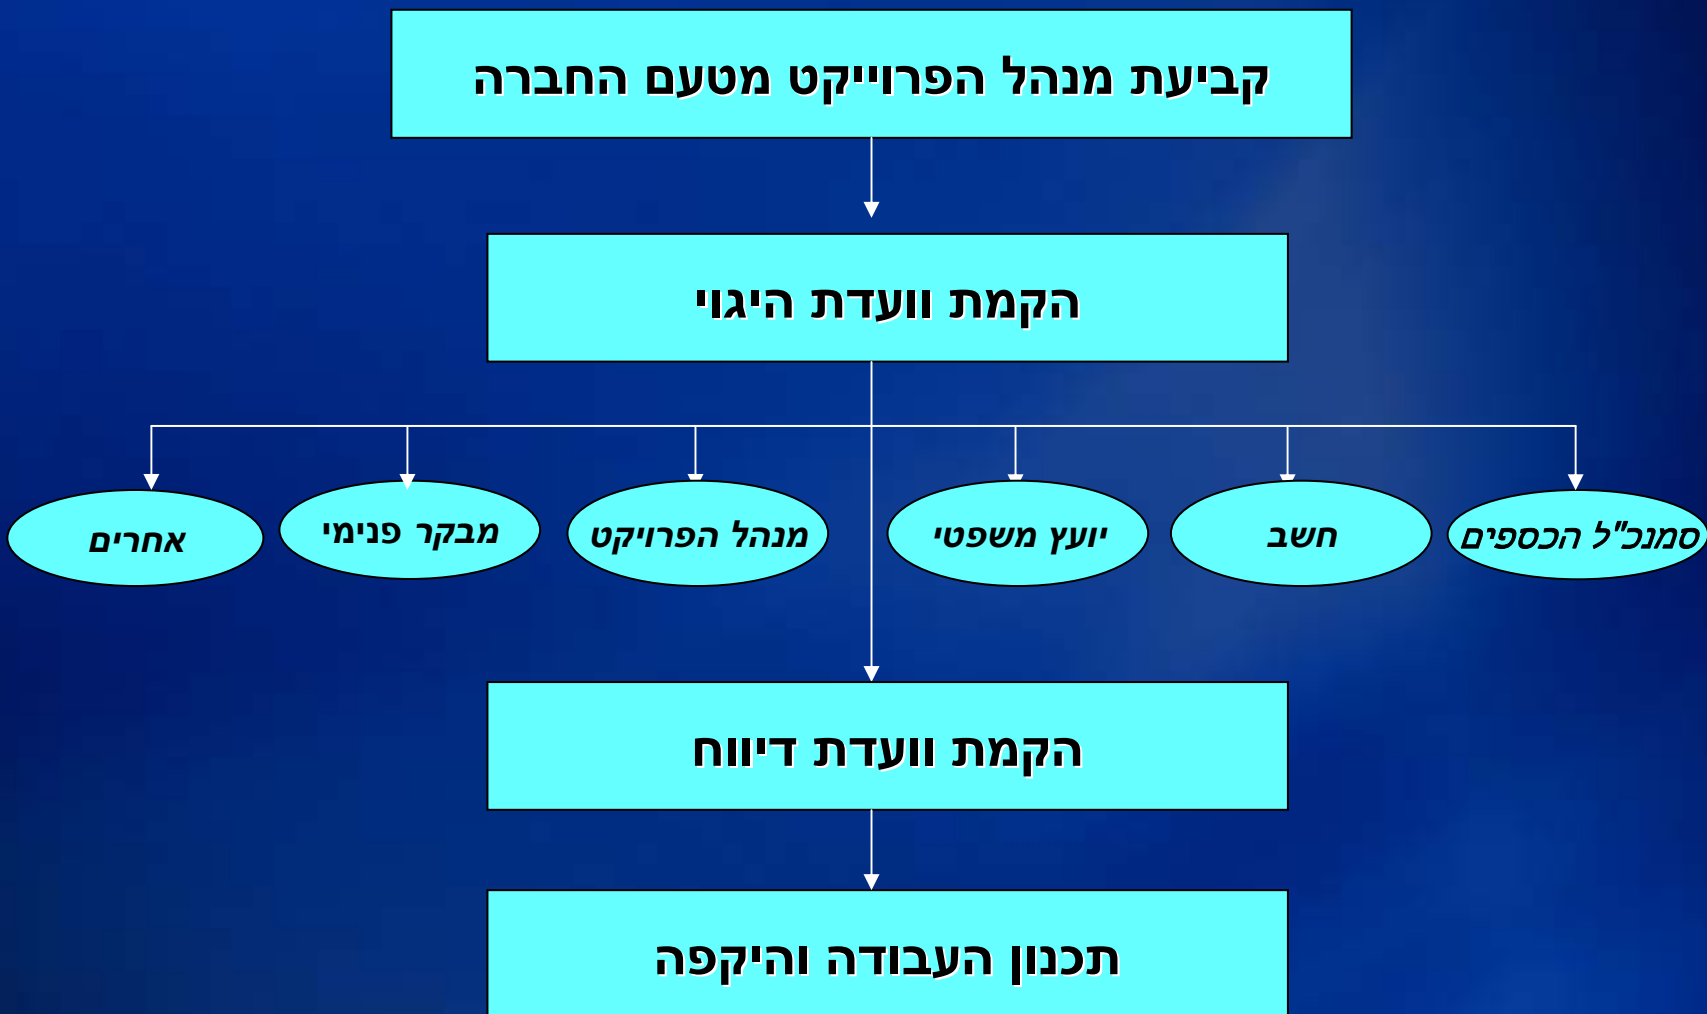 קביעת מנהל הפרוייקט מטעם החברה
הקמת וועדת היגוי
סמנכ"ל הכספים
חשב
יועץ משפטי
מנהל הפרויקט
מבקר פנימי
אחרים
הקמת וועדת דיווח
תכנון העבודה והיקפה